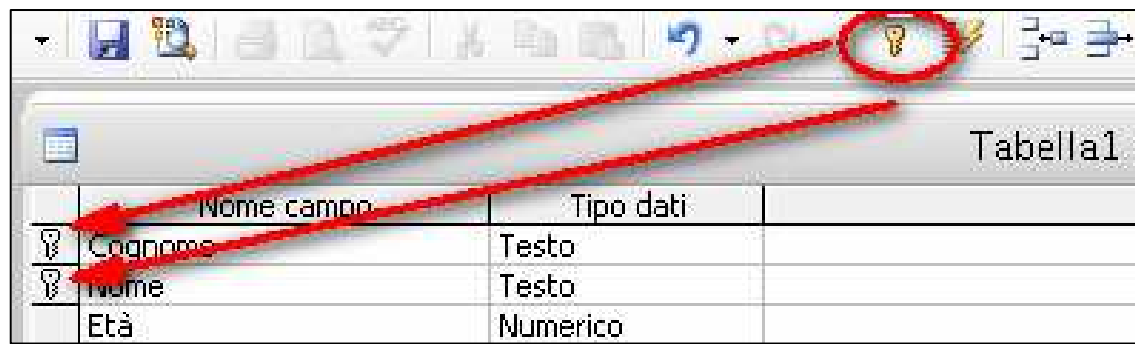 Tabella1
Nome campo Tipo dati
Cognome Testo
Nome Testo
Età Numerico